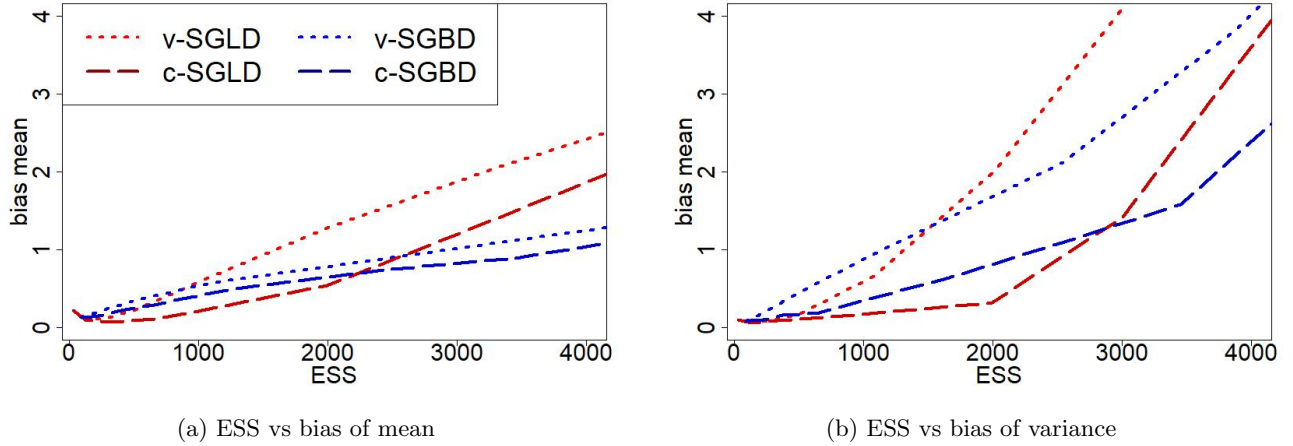 4
3
2
1
0
bias mean
v-SGLD
v-SGBD
c-SGLD
c-SGBD
0 1000 2000 3000 4000
ESS
(a) ESS vs bias of mean
4
3
2
1
0
bias mean
0 1000 2000 3000 4000
ESS
(b) ESS vs bias of variance